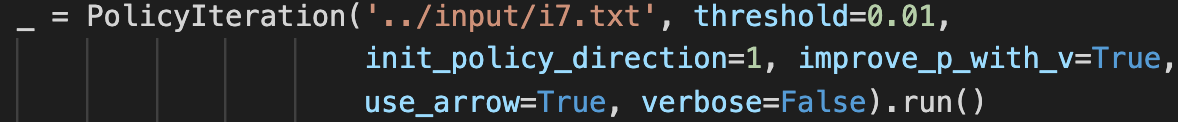 _ = PolicyIteration('../input/i7.txt', threshold=0.01,
init_policy_direction=1, improve_p_with_v=True,
use_arrow=True, verbose=False).run()